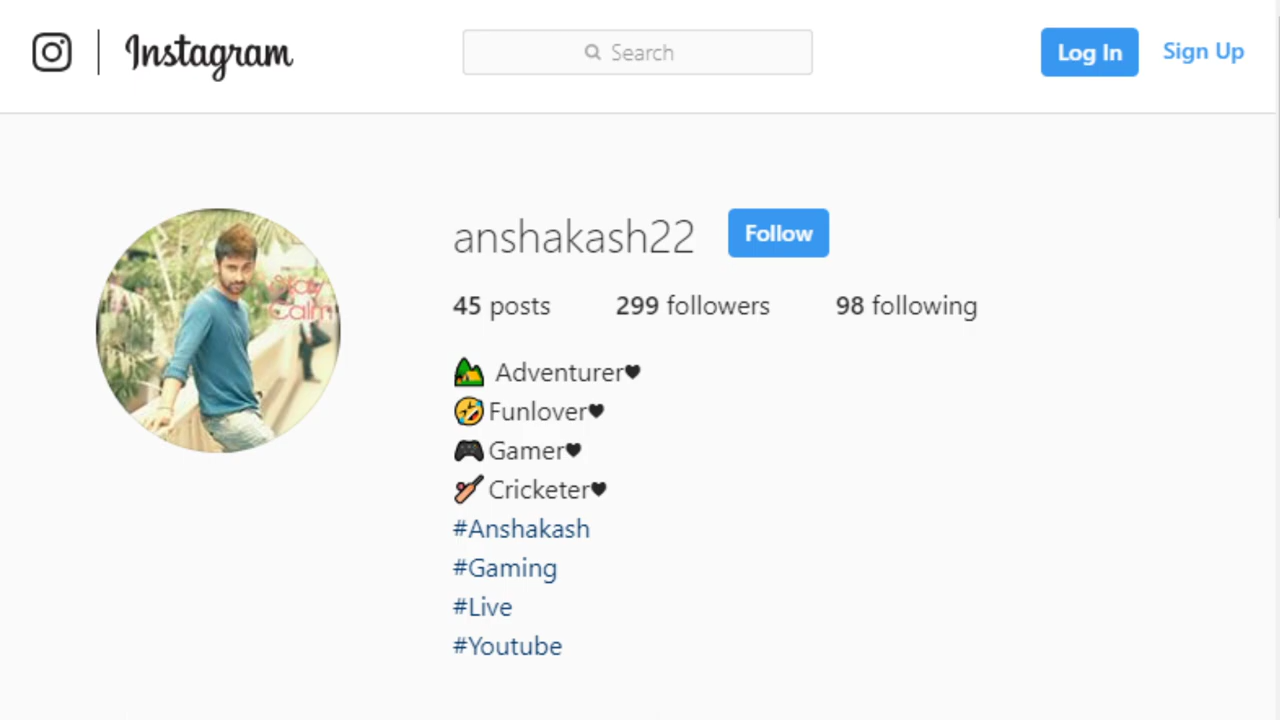 Instagram
Search
Log In
Sign Up
Stay
Calm
anshakash22
Follow
45 posts 299 followers 98 following
Adventurer♥
Funlover♥
Gamer♥
Cricketer♥
#Anshakash
#Gaming
#Live
#Youtube